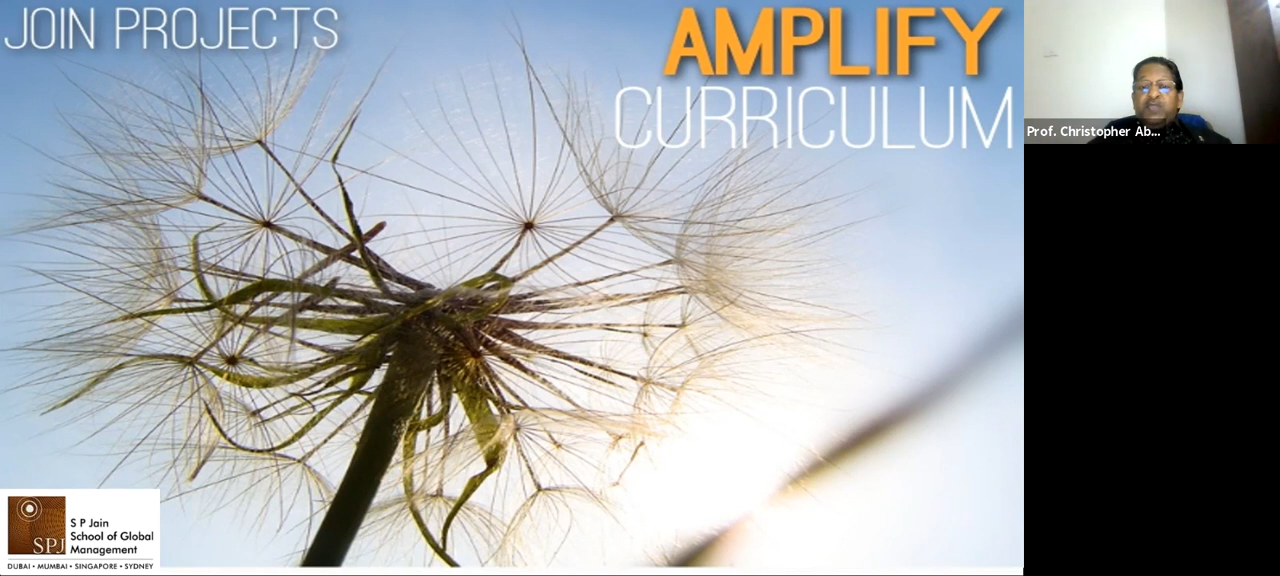 JOIN PROJECTS
AMPLIFY
CURRICULUM
Prof. Christopher Ab...
SPJ
S P Jain
School of Global
Management
DUBAI • MUMBAI • SINGAPORE • SYDNEY